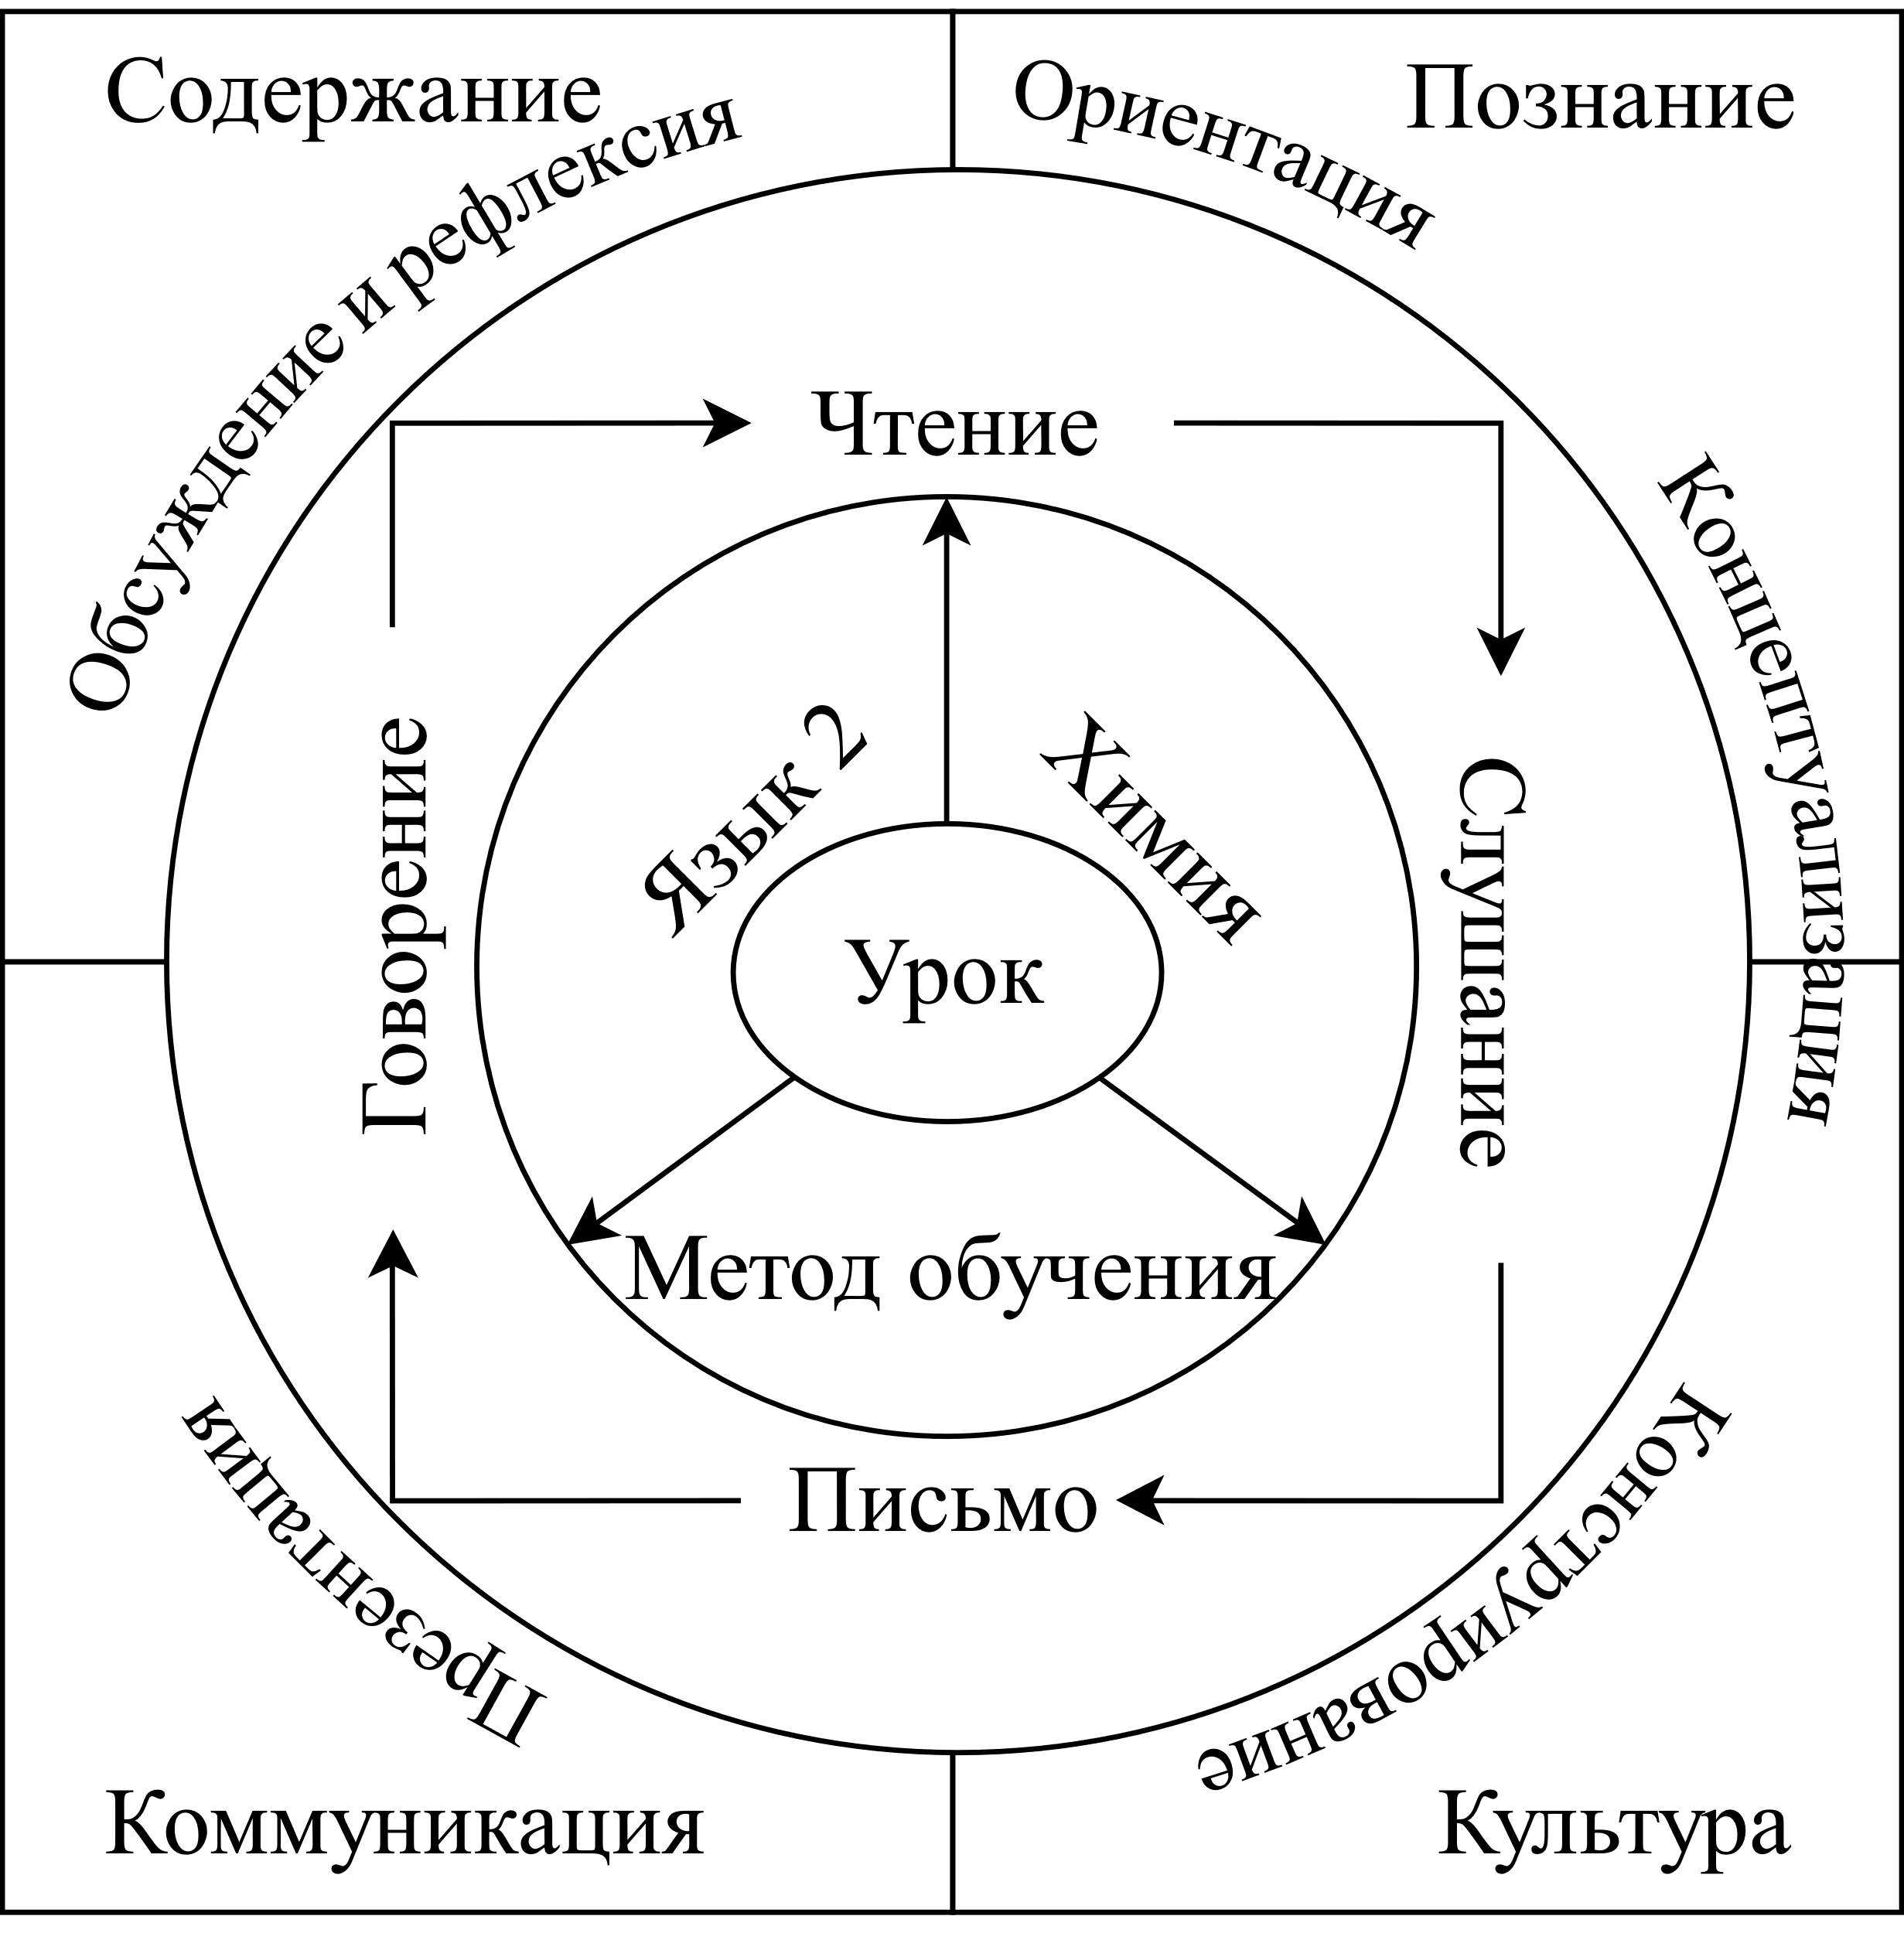 Содержание
Ориентация
Познание
Обсуждение и рефлексия
Чтение
Концептуализация
Язык 2
Химия
Говорение
Слушание
Урок
Метод обучения
Письмо
Презентация
Конструирование
Коммуникация
Культура